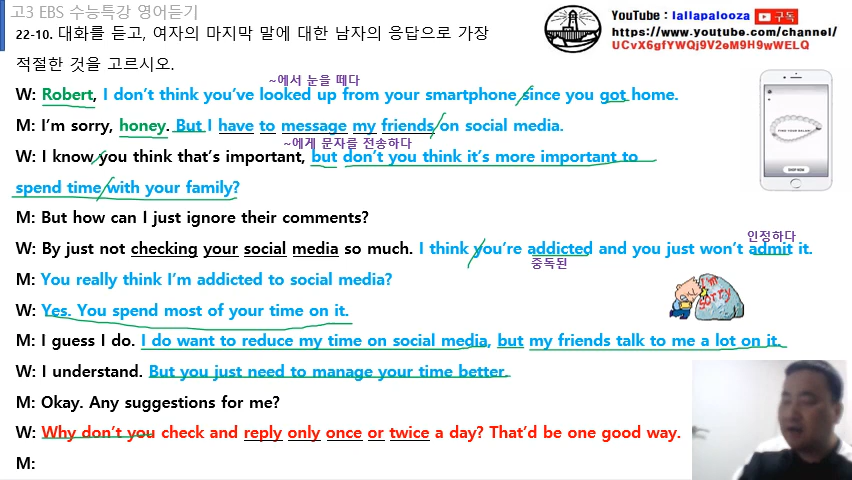 고3 EBS 수능특강 영어듣기
YouTube : lallapalooza 구독
https://www.youtube.com/channel/
UCvX6gfYWQj9V2eM9H9wWELQ
22-10. 대화를 듣고, 여자의 마지막 말에 대한 남자의 응답으로 가장
적절한 것을 고르시오.
~에서 눈을 떼다
W: Robert, I don't think you've looked up from your smartphone since you got home.
M: I'm sorry, honey. But I have to message my friends on social media.
~에게 문자를 전송하다
W: I know you think that's important, but don't you think it's more important to
spend time with your family?
M: But how can I just ignore their comments?
인정하다
W: By just not checking your social media so much. I think you're addicted and you just won't admit it.
중독된
M: You really think I'm addicted to social media?
W: Yes. You spend most of your time on it.
I'm
sorry
M: I guess I do. I do want to reduce my time on social media, but my friends talk to me a lot on it.
W: I understand. But you just need to manage your time better.
M: Okay. Any suggestions for me?
W: Why don't you check and reply only once or twice a day? That'd be one good way.
M: